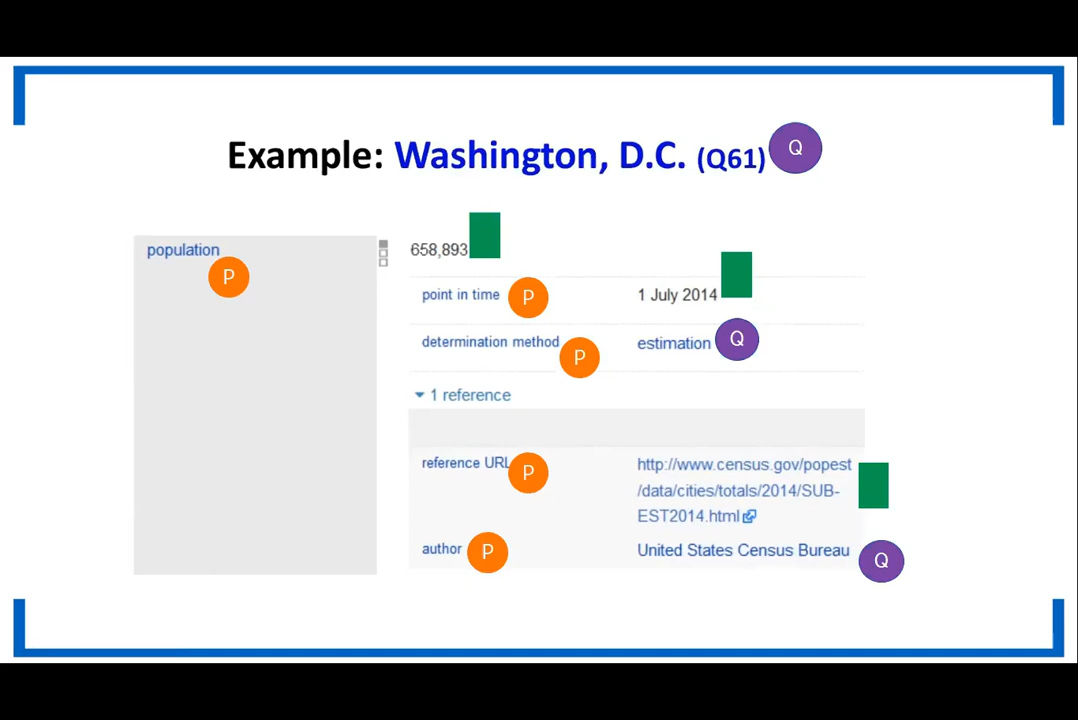 Example: Washington, D.C. (Q61) Q
population
P
658,893
point in time P 1 July 2014
determination method P estimation Q
1 reference
reference URL P http://www.census.gov/popest
/data/cities/totals/2014/SUB-
EST2014.html
author P United States Census Bureau Q